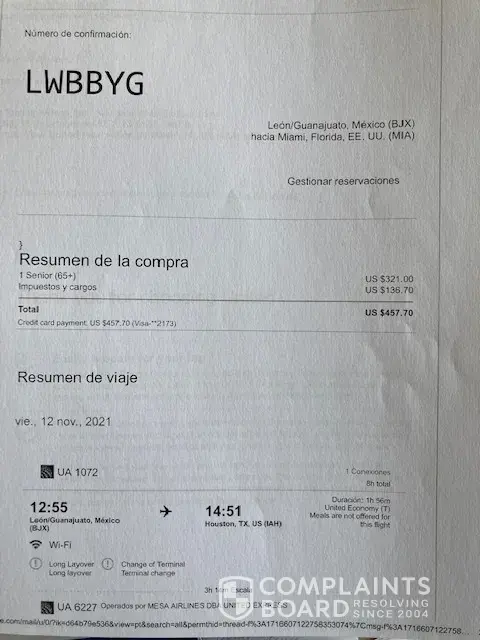 Número de confirmación:
LWBBYG
León/Guanajuato, México (BJX)
hacia Miami, Florida, EE. UU. (MIA)
Gestionar reservaciones
}
Resumen de la compra
1 Senior (65+) US $321.00
Impuestos y cargos US $136.70
Total US $457.70
Credit card payment: US $457.70 (Visa-**2173)
Resumen de viaje
vie., 12 nov., 2021
UA 1072
1 Conexiones
8h total
12:55
León/Guanajuato, México
(BJX)
14:51
Houston, TX, US (IAH)
Duración: 1h 56m
United Economy (T)
Meals are not offered for
this flight
Wi-Fi
Long Layover
Long layover
Change of Terminal
Terminal change
3h 14m Escala
UA 6227 Operados por MESA AIRLINES DBA UNITED EXPRESS
COMPLAINTS
BOARD RESOLVING
SINCE 2004